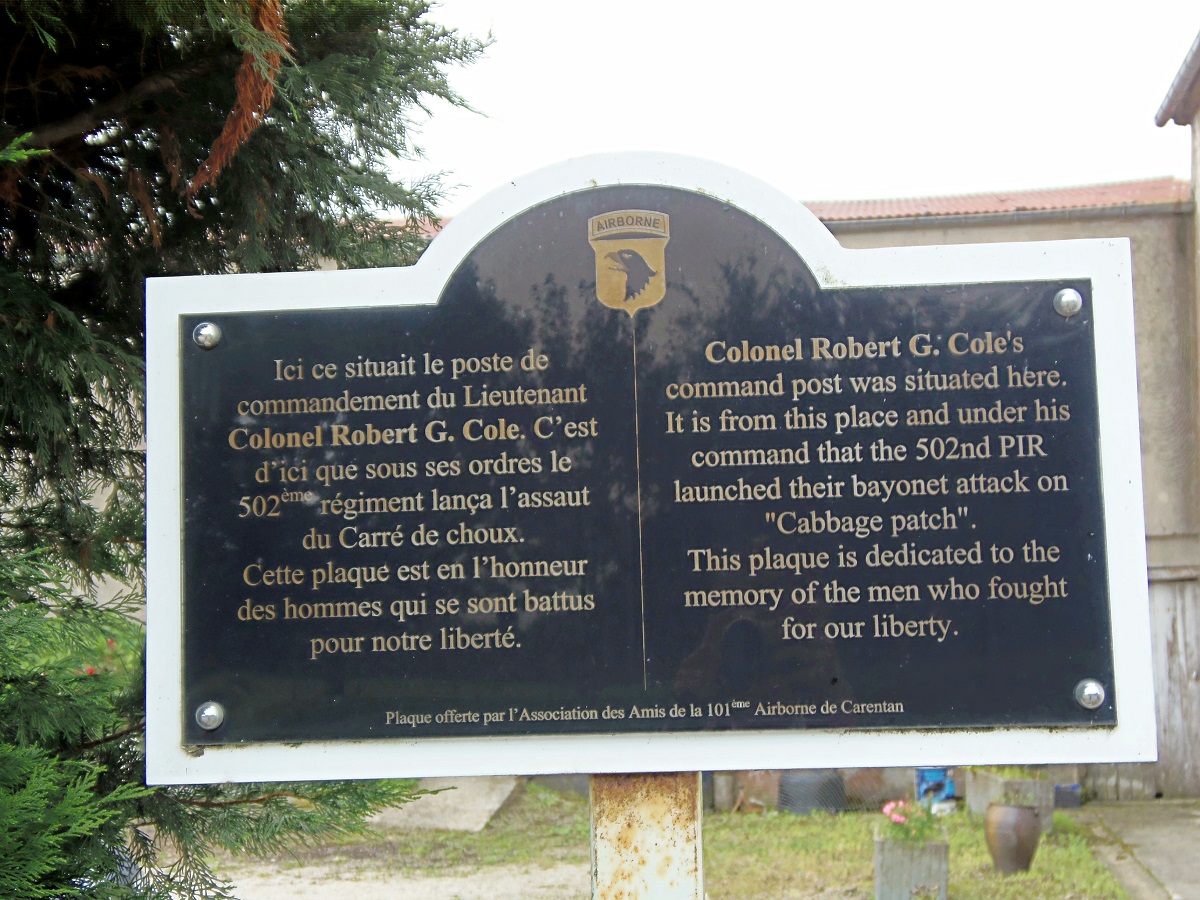 AIRBORNE
Ici ce situait le poste de
commandement du Lieutenant
Colonel Robert G. Cole. C'est
d'ici que sous ses ordres le
502ème régiment lança l'assaut
du Carré de choux.
Cette plaque est en l'honneur
des hommes qui se sont battus
pour notre liberté.
Colonel Robert G. Cole's
command post was situated here.
It is from this place and under his
command that the 502nd PIR
launched their bayonet attack on
"Cabbage patch".
This plaque is dedicated to the
memory of the men who fought
for our liberty.
Plaque offerte par l'Association des Amis de la 101ème Airborne de Carentan